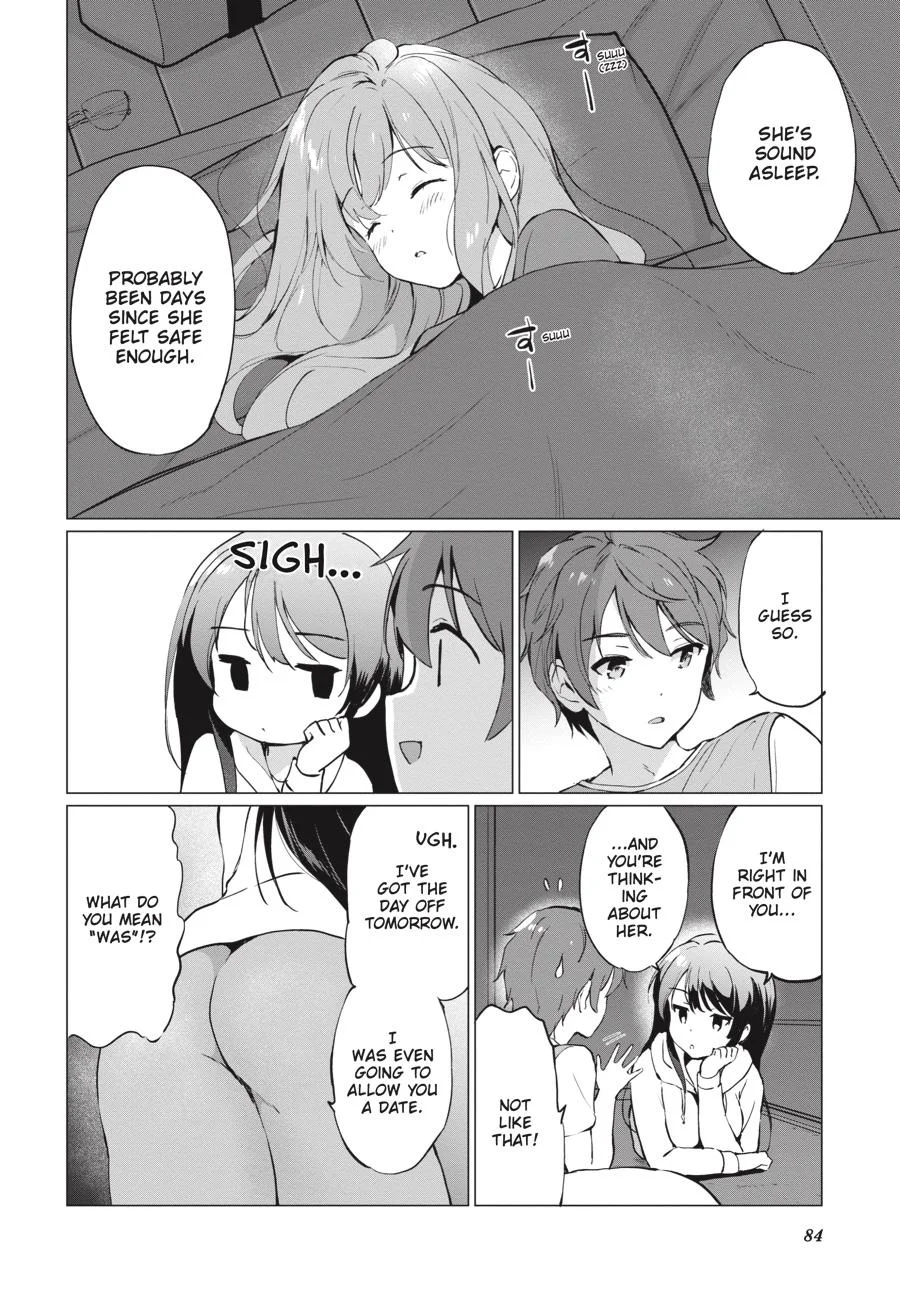 SHE'S
SOUND
ASLEEP.
すー
SUUU
(ZZZ)
PROBABLY
BEEN DAYS
SINCE SHE
FELT SAFE
ENOUGH.
すー
SUUU
I
GUESS
SO.
SIGH...
I'M
RIGHT IN
FRONT OF
YOU...
...AND
YOU'RE
THINK-
ING
ABOUT
HER.
NOT
LIKE
THAT!
UGH.
I'VE
GOT THE
DAY OFF
TOMORROW.
I
WAS EVEN
GOING TO
ALLOW YOU
A DATE.
WHAT DO
YOU MEAN
"WAS"!?
84